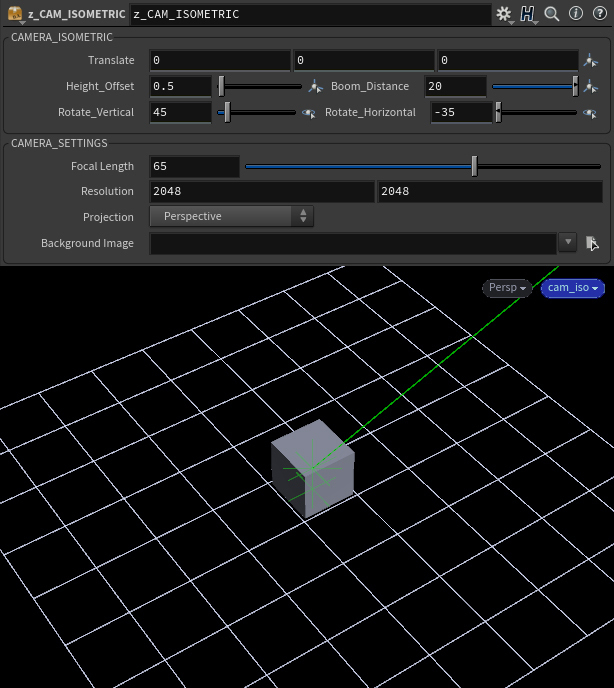 z_CAM_ISOMETRIC z_CAM_ISOMETRIC
CAMERA_ISOMETRIC
Translate 0 0 0
Height_Offset 0.5 Boom_Distance 20
Rotate_Vertical 45 Rotate_Horizontal -35
CAMERA_SETTINGS
Focal Length 65
Resolution 2048 2048
Projection Perspective
Background Image
Persp cam_iso